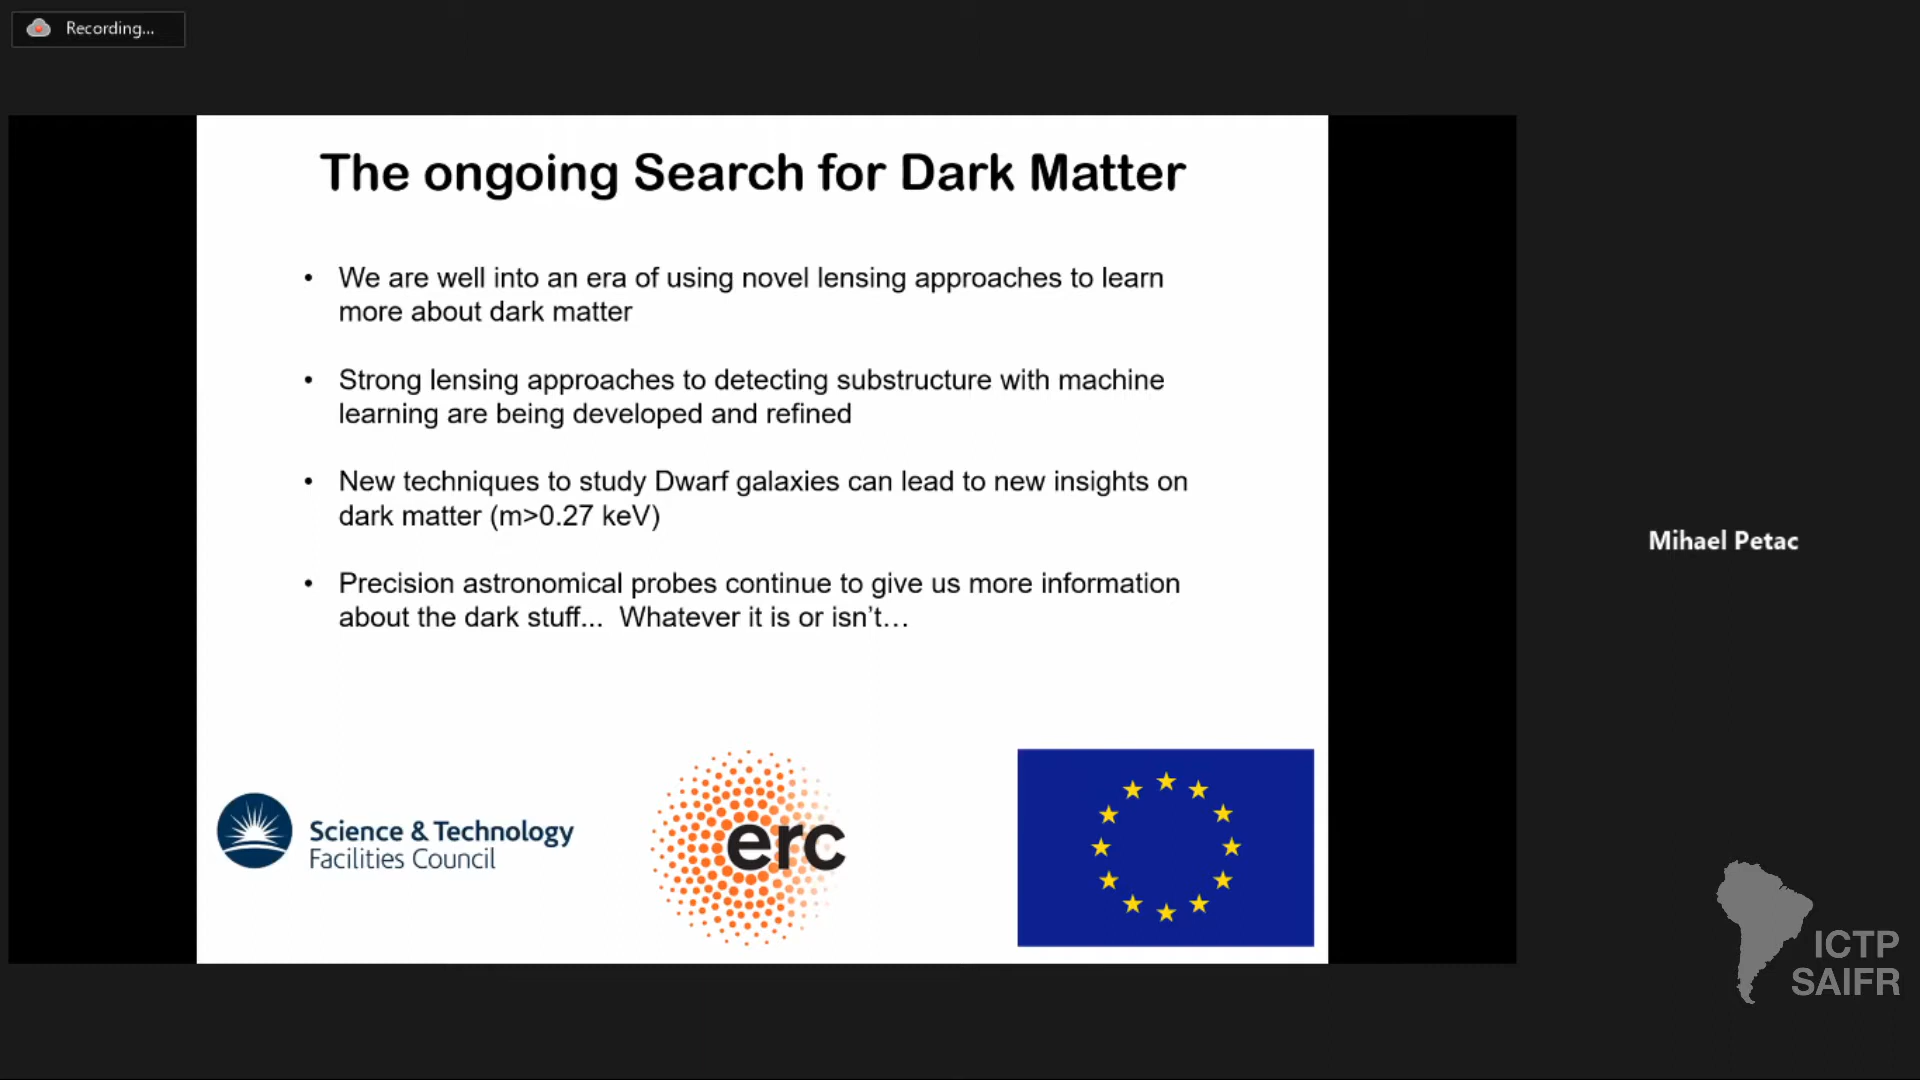 Recording...
The ongoing Search for Dark Matter
• We are well into an era of using novel lensing approaches to learn
more about dark matter
• Strong lensing approaches to detecting substructure with machine
learning are being developed and refined
• New techniques to study Dwarf galaxies can lead to new insights on
dark matter (m>0.27 keV)
• Precision astronomical probes continue to give us more information
about the dark stuff... Whatever it is or isn’t…
Science & Technology
Facilities Council
erc
Mihael Petac
ICTP
SAIFR